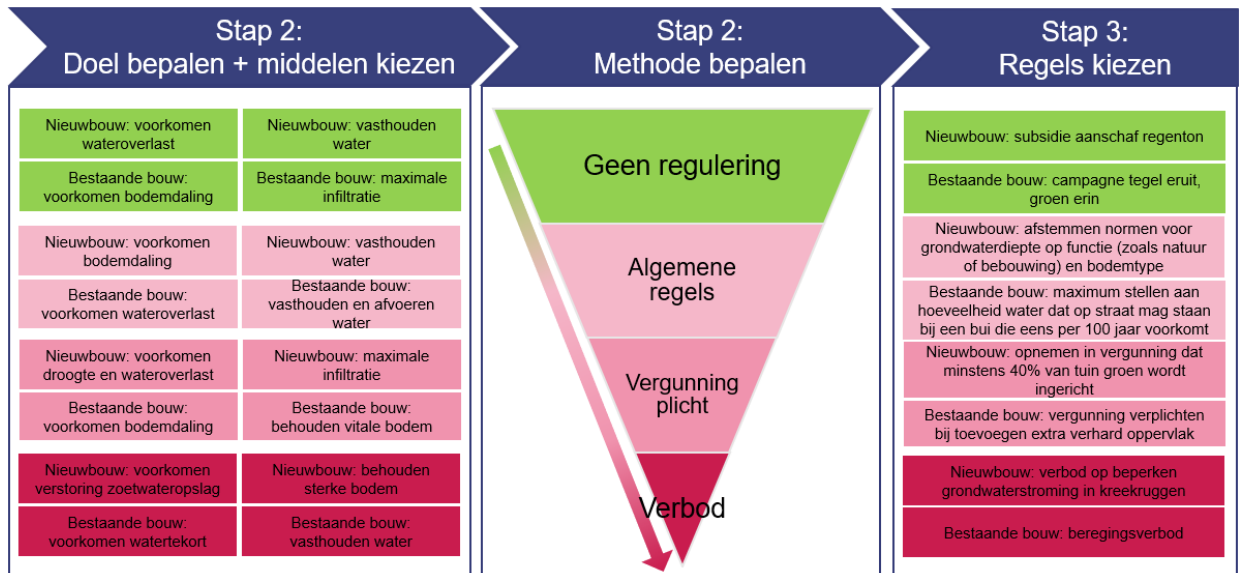 Stap 2:
Doel bepalen + middelen kiezen
Nieuwbouw: voorkomen
wateroverlast
Nieuwbouw: vasthouden
water
Bestaande bouw:
voorkomen bodemdaling
Bestaande bouw: maximale
infiltratie
Nieuwbouw: voorkomen
bodemdaling
Nieuwbouw: vasthouden
water
Bestaande bouw:
voorkomen wateroverlast
Bestaande bouw:
vasthouden en afvoeren
water
Nieuwbouw: voorkomen
droogte en wateroverlast
Nieuwbouw: maximale
infiltratie
Bestaande bouw:
voorkomen bodemdaling
Bestaande bouw:
behouden vitale bodem
Nieuwbouw: voorkomen
verstoring zoetwateropslag
Nieuwbouw: behouden
sterke bodem
Bestaande bouw:
voorkomen watertekort
Bestaande bouw:
vasthouden water
Stap 2:
Methode bepalen
Geen regulering
Algemene
regels
Vergunning
plicht
Verbod
Stap 3:
Regels kiezen
Nieuwbouw: subsidie aanschaf regenton
Bestaande bouw: campagne tegel eruit,
groen erin
Nieuwbouw: afstemmen normen voor
grondwaterdiepte op functie (zoals natuur
of bebouwing) en bodemtype
Bestaande bouw: maximum stellen aan
hoeveelheid water dat op straat mag staan
bij een bui die eens per 100 jaar voorkomt
Nieuwbouw: opnemen in vergunning dat
minstens 40% van tuin groen wordt
ingericht
Bestaande bouw: vergunning verplichten
bij toevoegen extra verhard oppervlak
Nieuwbouw: verbod op beperken
grondwaterstroming in kreekruggen
Bestaande bouw: beregingsverbod